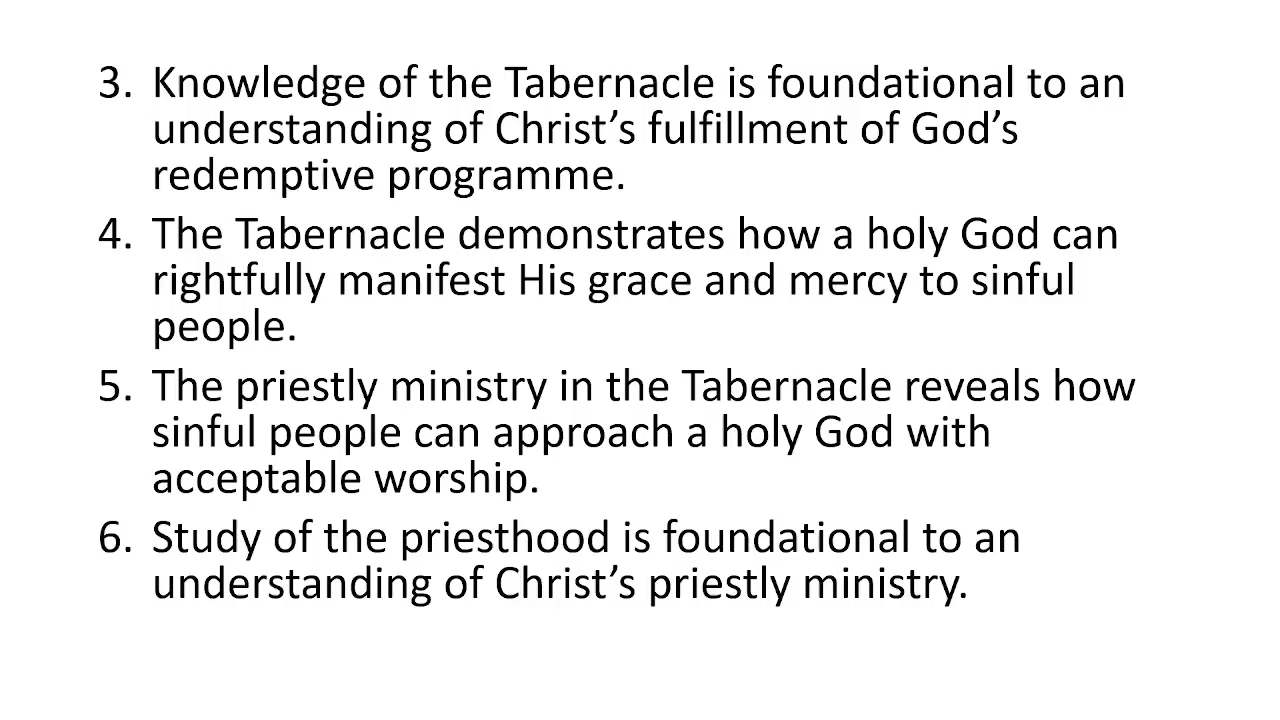 3. Knowledge of the Tabernacle is foundational to an
understanding of Christ’s fulfillment of God’s
redemptive programme.
4. The Tabernacle demonstrates how a holy God can
rightfully manifest His grace and mercy to sinful
people.
5. The priestly ministry in the Tabernacle reveals how
sinful people can approach a holy God with
acceptable worship.
6. Study of the priesthood is foundational to an
understanding of Christ’s priestly ministry.